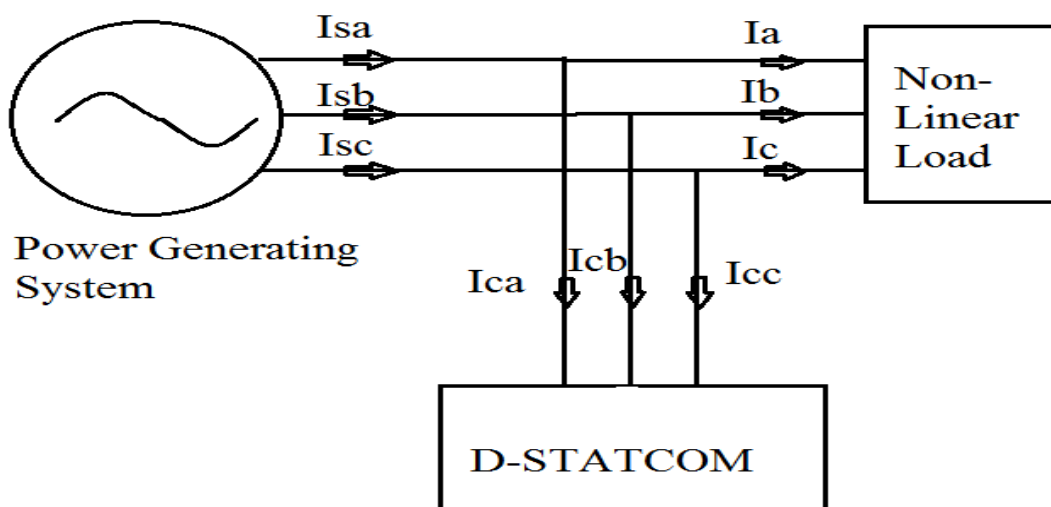 Isa
Ia
Isb
Ib
Isc
Ic
Non-
Linear
Load
Power Generating
System
Ica
Icb
Icc
D-STATCOM